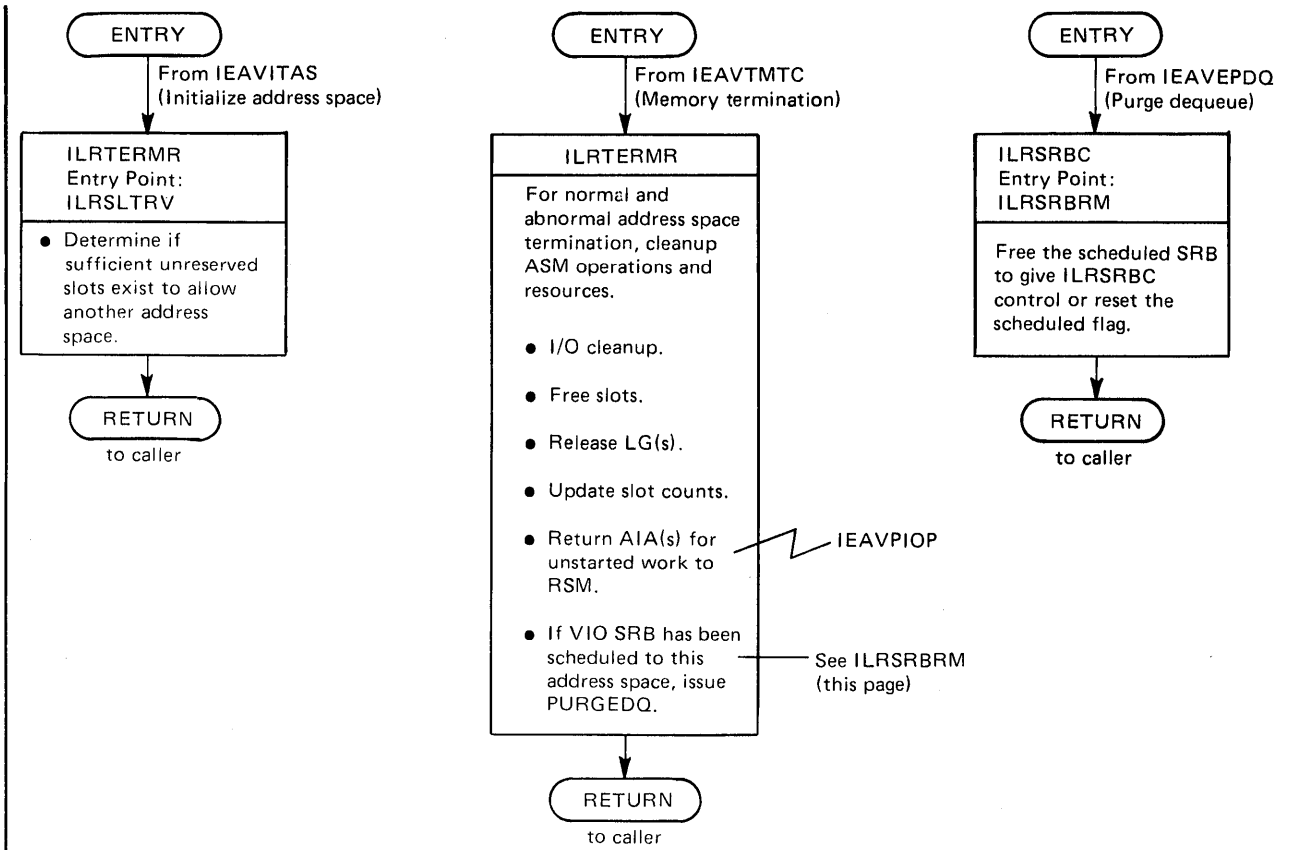 ENTRY
From IEAVITAS
(Initialize address space)
ILRTERMR
Entry Point:
ILRSLTRV
● Determine if
sufficient unreserved
slots exist to allow
another address
space.
RETURN
to caller
ENTRY
From IEAVTMTC
(Memory termination)
ILRTERMR
For normal and
abnormal address space
termination, cleanup
ASM operations and
resources.
● I/O cleanup.
● Free slots.
● Release LG(s).
● Update slot counts.
● Return AIA(s) for
unstarted work to
RSM.
IEAVPIOP
● If VIO SRB has been
scheduled to this
address space, issue
PURGEDQ.
See ILRSRBRM
(this page)
RETURN
to caller
ENTRY
From IEAVEPDQ
(Purge dequeue)
ILRSRBC
Entry Point:
ILRSRBRM
Free the scheduled SRB
to give ILRSRBC
control or reset the
scheduled flag.
RETURN
to caller